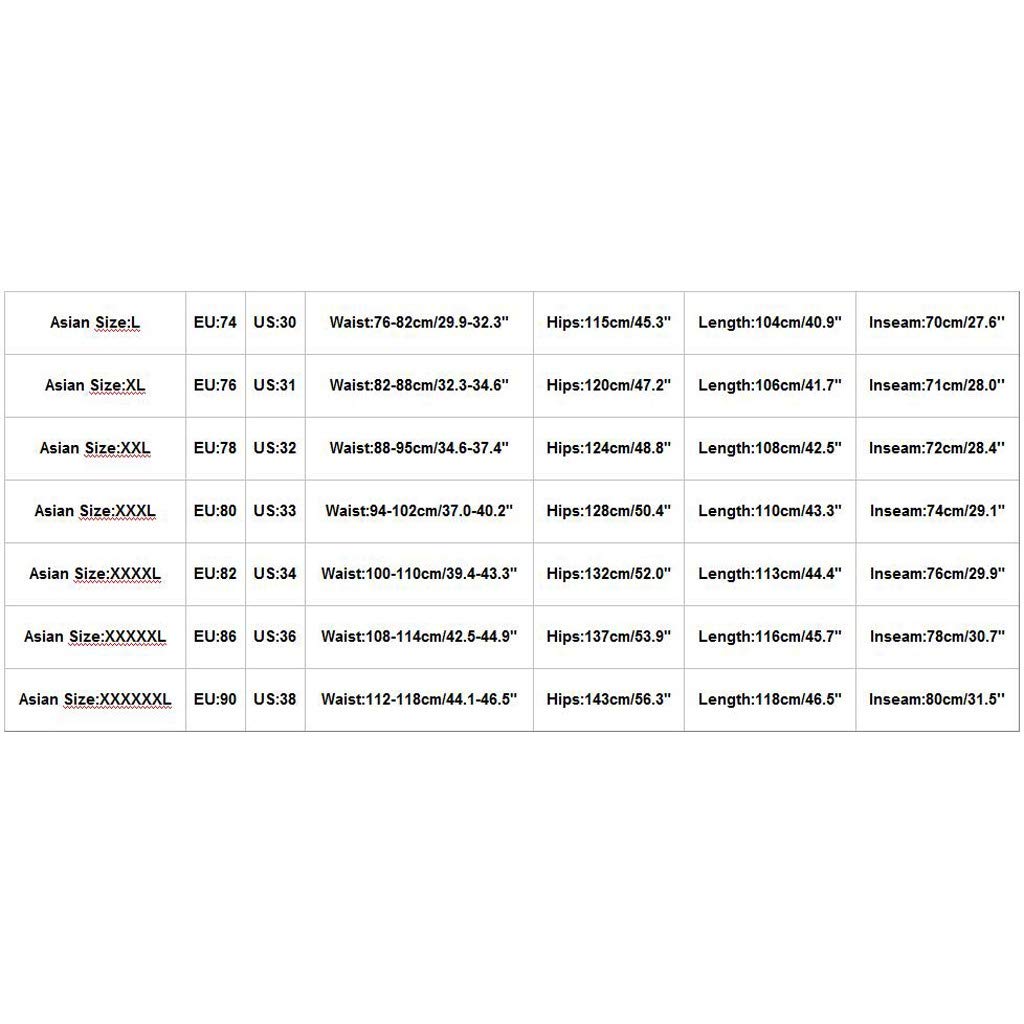 Asian Size:L EU:74 US:30 Waist:76-82cm/29.9-32.3'' Hips:115cm/45.3'' Length:104cm/40.9'' Inseam:70cm/27.6''
Asian Size:XL EU:76 US:31 Waist:82-88cm/32.3-34.6'' Hips:120cm/47.2'' Length:106cm/41.7'' Inseam:71cm/28.0''
Asian Size:XXL EU:78 US:32 Waist:88-95cm/34.6-37.4'' Hips:124cm/48.8'' Length:108cm/42.5'' Inseam:72cm/28.4''
Asian Size:XXXL EU:80 US:33 Waist:94-102cm/37.0-40.2'' Hips:128cm/50.4'' Length:110cm/43.3'' Inseam:74cm/29.1''
Asian Size:XXXXL EU:82 US:34 Waist:100-110cm/39.4-43.3'' Hips:132cm/52.0'' Length:113cm/44.4'' Inseam:76cm/29.9''
Asian Size:XXXXXL EU:86 US:36 Waist:108-114cm/42.5-44.9'' Hips:137cm/53.9'' Length:116cm/45.7'' Inseam:78cm/30.7''
Asian Size:XXXXXXL EU:90 US:38 Waist:112-118cm/44.1-46.5'' Hips:143cm/56.3'' Length:118cm/46.5'' Inseam:80cm/31.5''